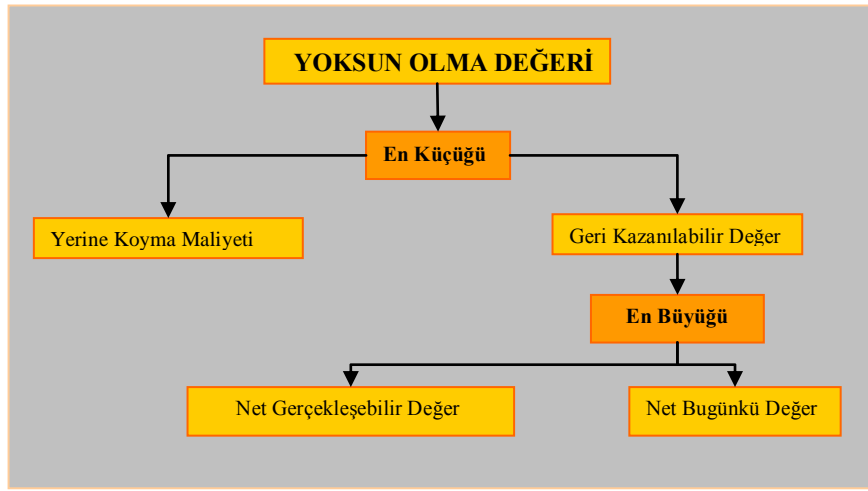 YOKSUN OLMA DEĞERİ
En Küçüğü
Yerine Koyma Maliyeti
Geri Kazanılabilir Değer
En Büyüğü
Net Gerçekleşebilir Değer
Net Bugünkü Değer